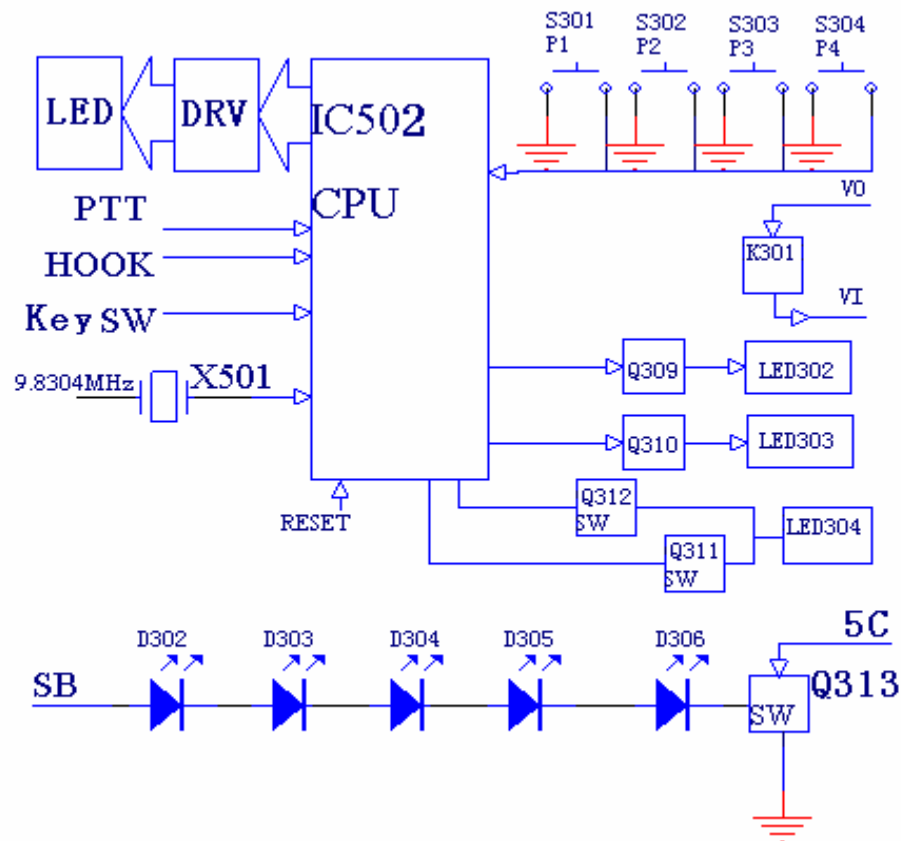 S301 S302 S303 S304
P1 P2 P3 P4
LED DRV IC502
CPU
PTT
HOOK
Key SW
9.8304MHz X501
RESET
VO
K301
VI
Q309 LED302
Q310 LED303
Q312
SW
Q311
SW
LED304
D302 D303 D304 D305 D306
5C
SB
Q313
SW